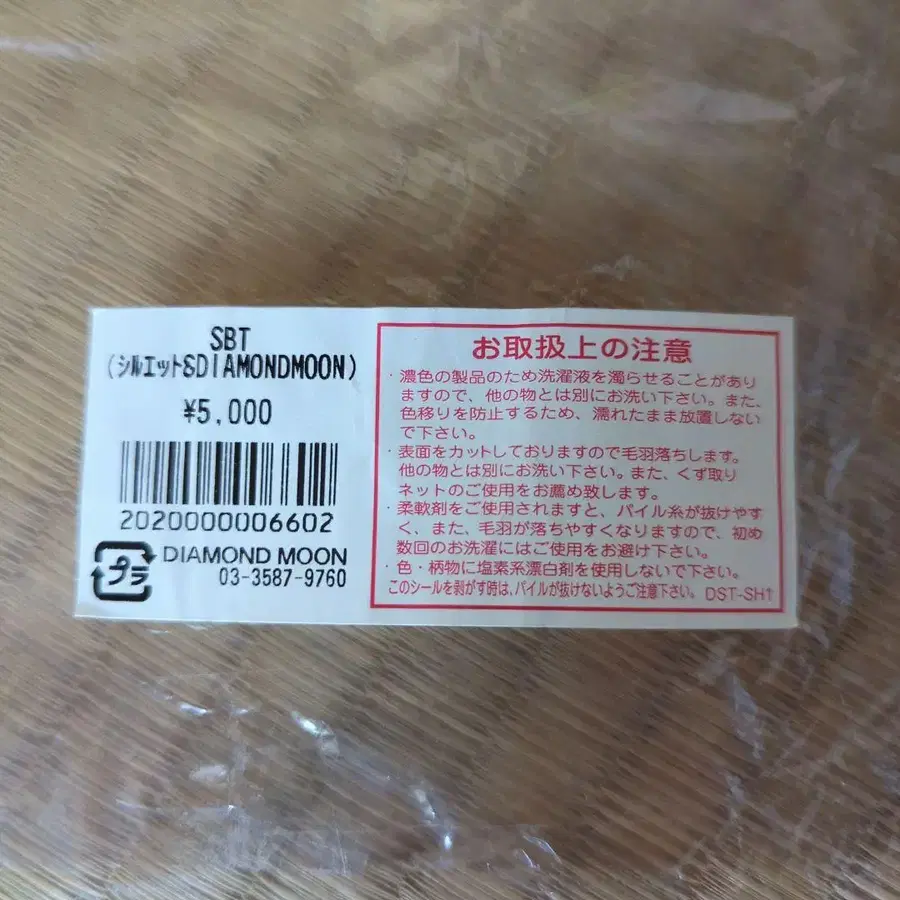 SBT
(ｼﾙｴｯﾄ&DIAMONDMOON)
¥5,000
2020000006602
プラ
DIAMOND MOON
03-3587-9760
お取扱上の注意
・濃色の製品のため洗濯液を濁らせることがあり
ますので、他の物とは別にお洗い下さい。また、
色移りを防止するため、濡れたまま放置しない
で下さい。
・表面をカットしておりますので毛羽落ちします。
他の物とは別にお洗い下さい。また、くず取り
ネットのご使用をお薦め致します。
・柔軟剤をご使用されますと、パイル糸が抜けやす
く、また、毛羽が落ちやすくなりますので、初め
数回のお洗濯にはご使用をお避け下さい。
・色・柄物に塩素系漂白剤を使用しないで下さい。
このシールを剥がす時は、パイルが抜けないようご注意下さい。 DST-SH1